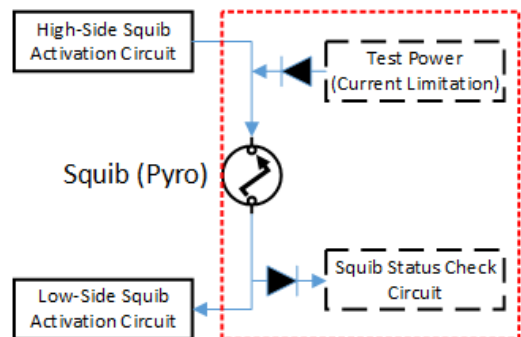 High-Side Squib
Activation Circuit
Test Power
(Current Limitation)
Squib (Pyro)
Squib Status Check
Circuit
Low-Side Squib
Activation Circuit